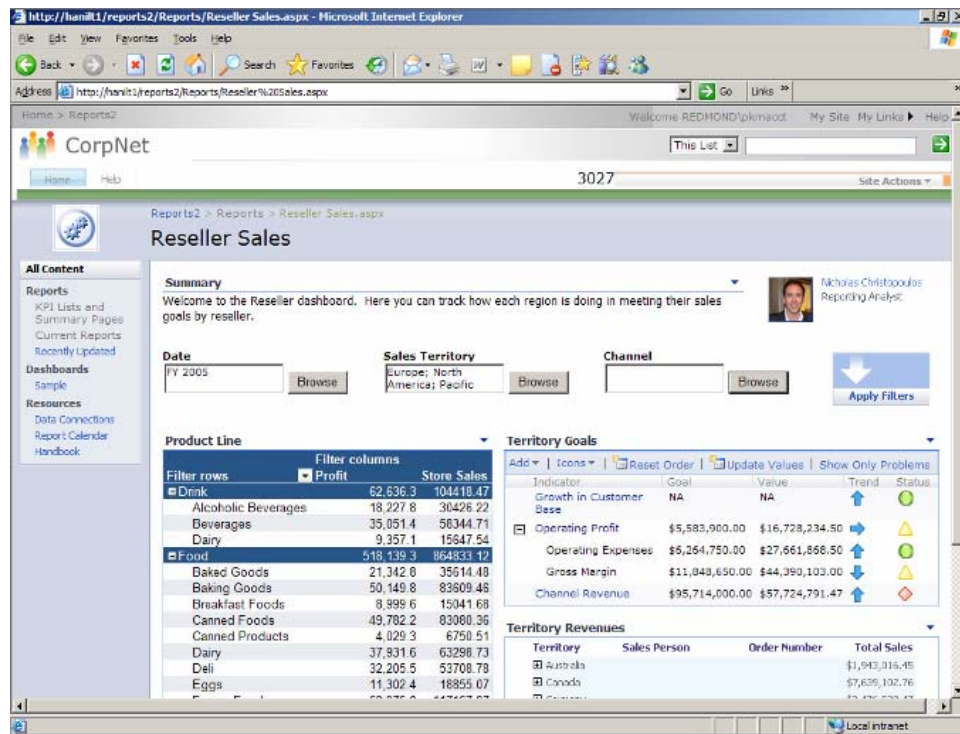 http://hanilt1/reports2/Reports/Reseller Sales.aspx - Microsoft Internet Explorer
File Edit View Favorites Tools Help
Back Search Favorites
Address http://hanilt1/reports2/Reports/Reseller%20Sales.aspx Go Links »
Home > Reports2 Welcome REDMOND\pkmacct My Site My Links Help
CorpNet This List
Home Help 3027 Site Actions
Reports2 > Reports > Reseller Sales.aspx
Reseller Sales
All Content
Reports
KPI Lists and
Summary Pages
Current Reports
Recently Updated
Dashboards
Sample
Resources
Data Connections
Report Calendar
Handbook
Summary
Welcome to the Reseller dashboard. Here you can track how each region is doing in meeting their sales
goals by reseller.
Nicholas Christopoulos
Reporting Analyst
Date Sales Territory Channel
FY 2005 Browse Europe; North
America; Pacific Browse Browse
Apply Filters
Product Line
Filter columns
Filter rows Profit Store Sales
Drink 62,636.3 104418.47
Alcoholic Beverages 18,227.8 30426.22
Beverages 35,051.4 58344.71
Dairy 9,357.1 15647.54
Food 518,139.3 864833.12
Baked Goods 21,342.8 35614.48
Baking Goods 50,149.8 83609.46
Breakfast Foods 8,999.6 15041.68
Canned Foods 49,782.2 83080.36
Canned Products 4,029.3 6750.51
Dairy 37,931.6 63298.73
Deli 32,205.5 53708.78
Eggs 11,302.4 18855.07
Territory Goals
Add | Icons | Reset Order | Update Values | Show Only Problems
Indicator Goal Value Trend Status
Growth in Customer
Base NA NA
Operating Profit $5,583,900.00 $16,728,234.50
Operating Expenses $6,264,750.00 $27,661,868.50
Gross Margin $11,848,650.00 $44,390,103.00
Channel Revenue $95,714,000.00 $57,724,791.47
Territory Revenues
Territory Sales Person Order Number Total Sales
Australia $1,943,016.45
Canada $7,639,102.76
Local intranet